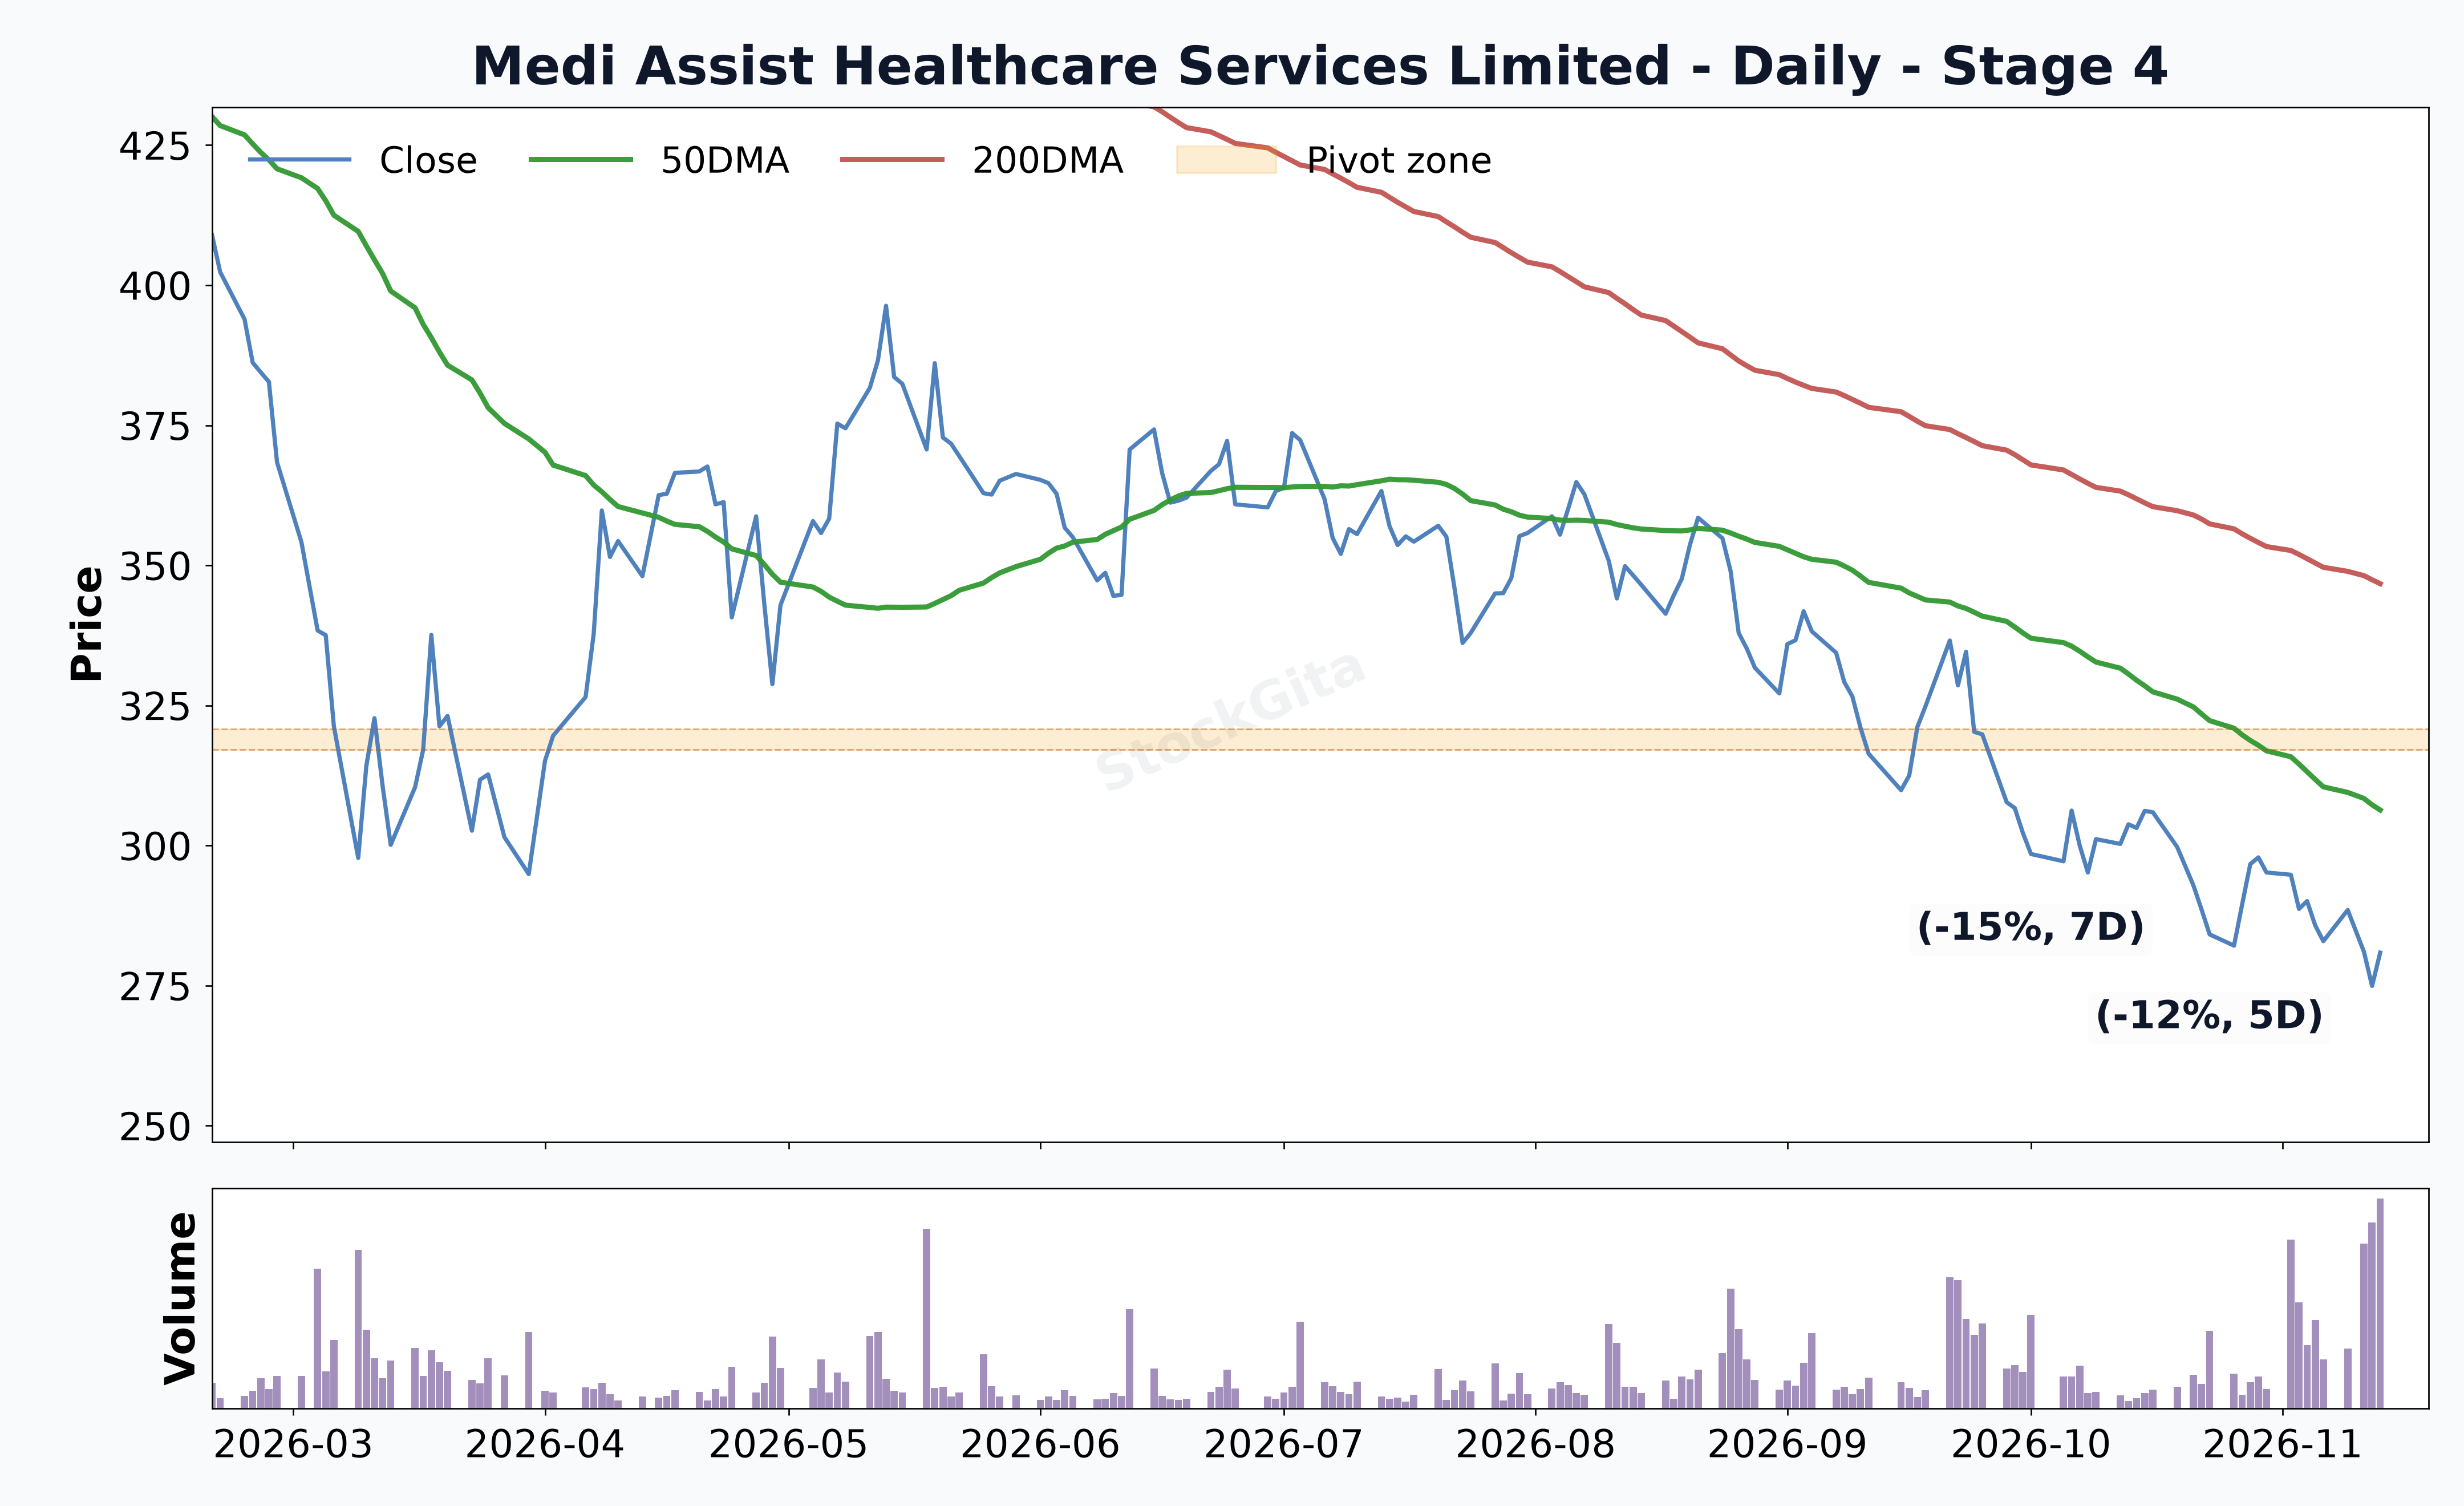 Medi Assist Healthcare Services Limited - Daily - Stage 4
Close 50DMA 200DMA Pivot zone
425
400
375
350
325
300
275
250
Price
StockGita
(-15%, 7D)
(-12%, 5D)
Volume
2026-03 2026-04 2026-05 2026-06 2026-07 2026-08 2026-09 2026-10 2026-11